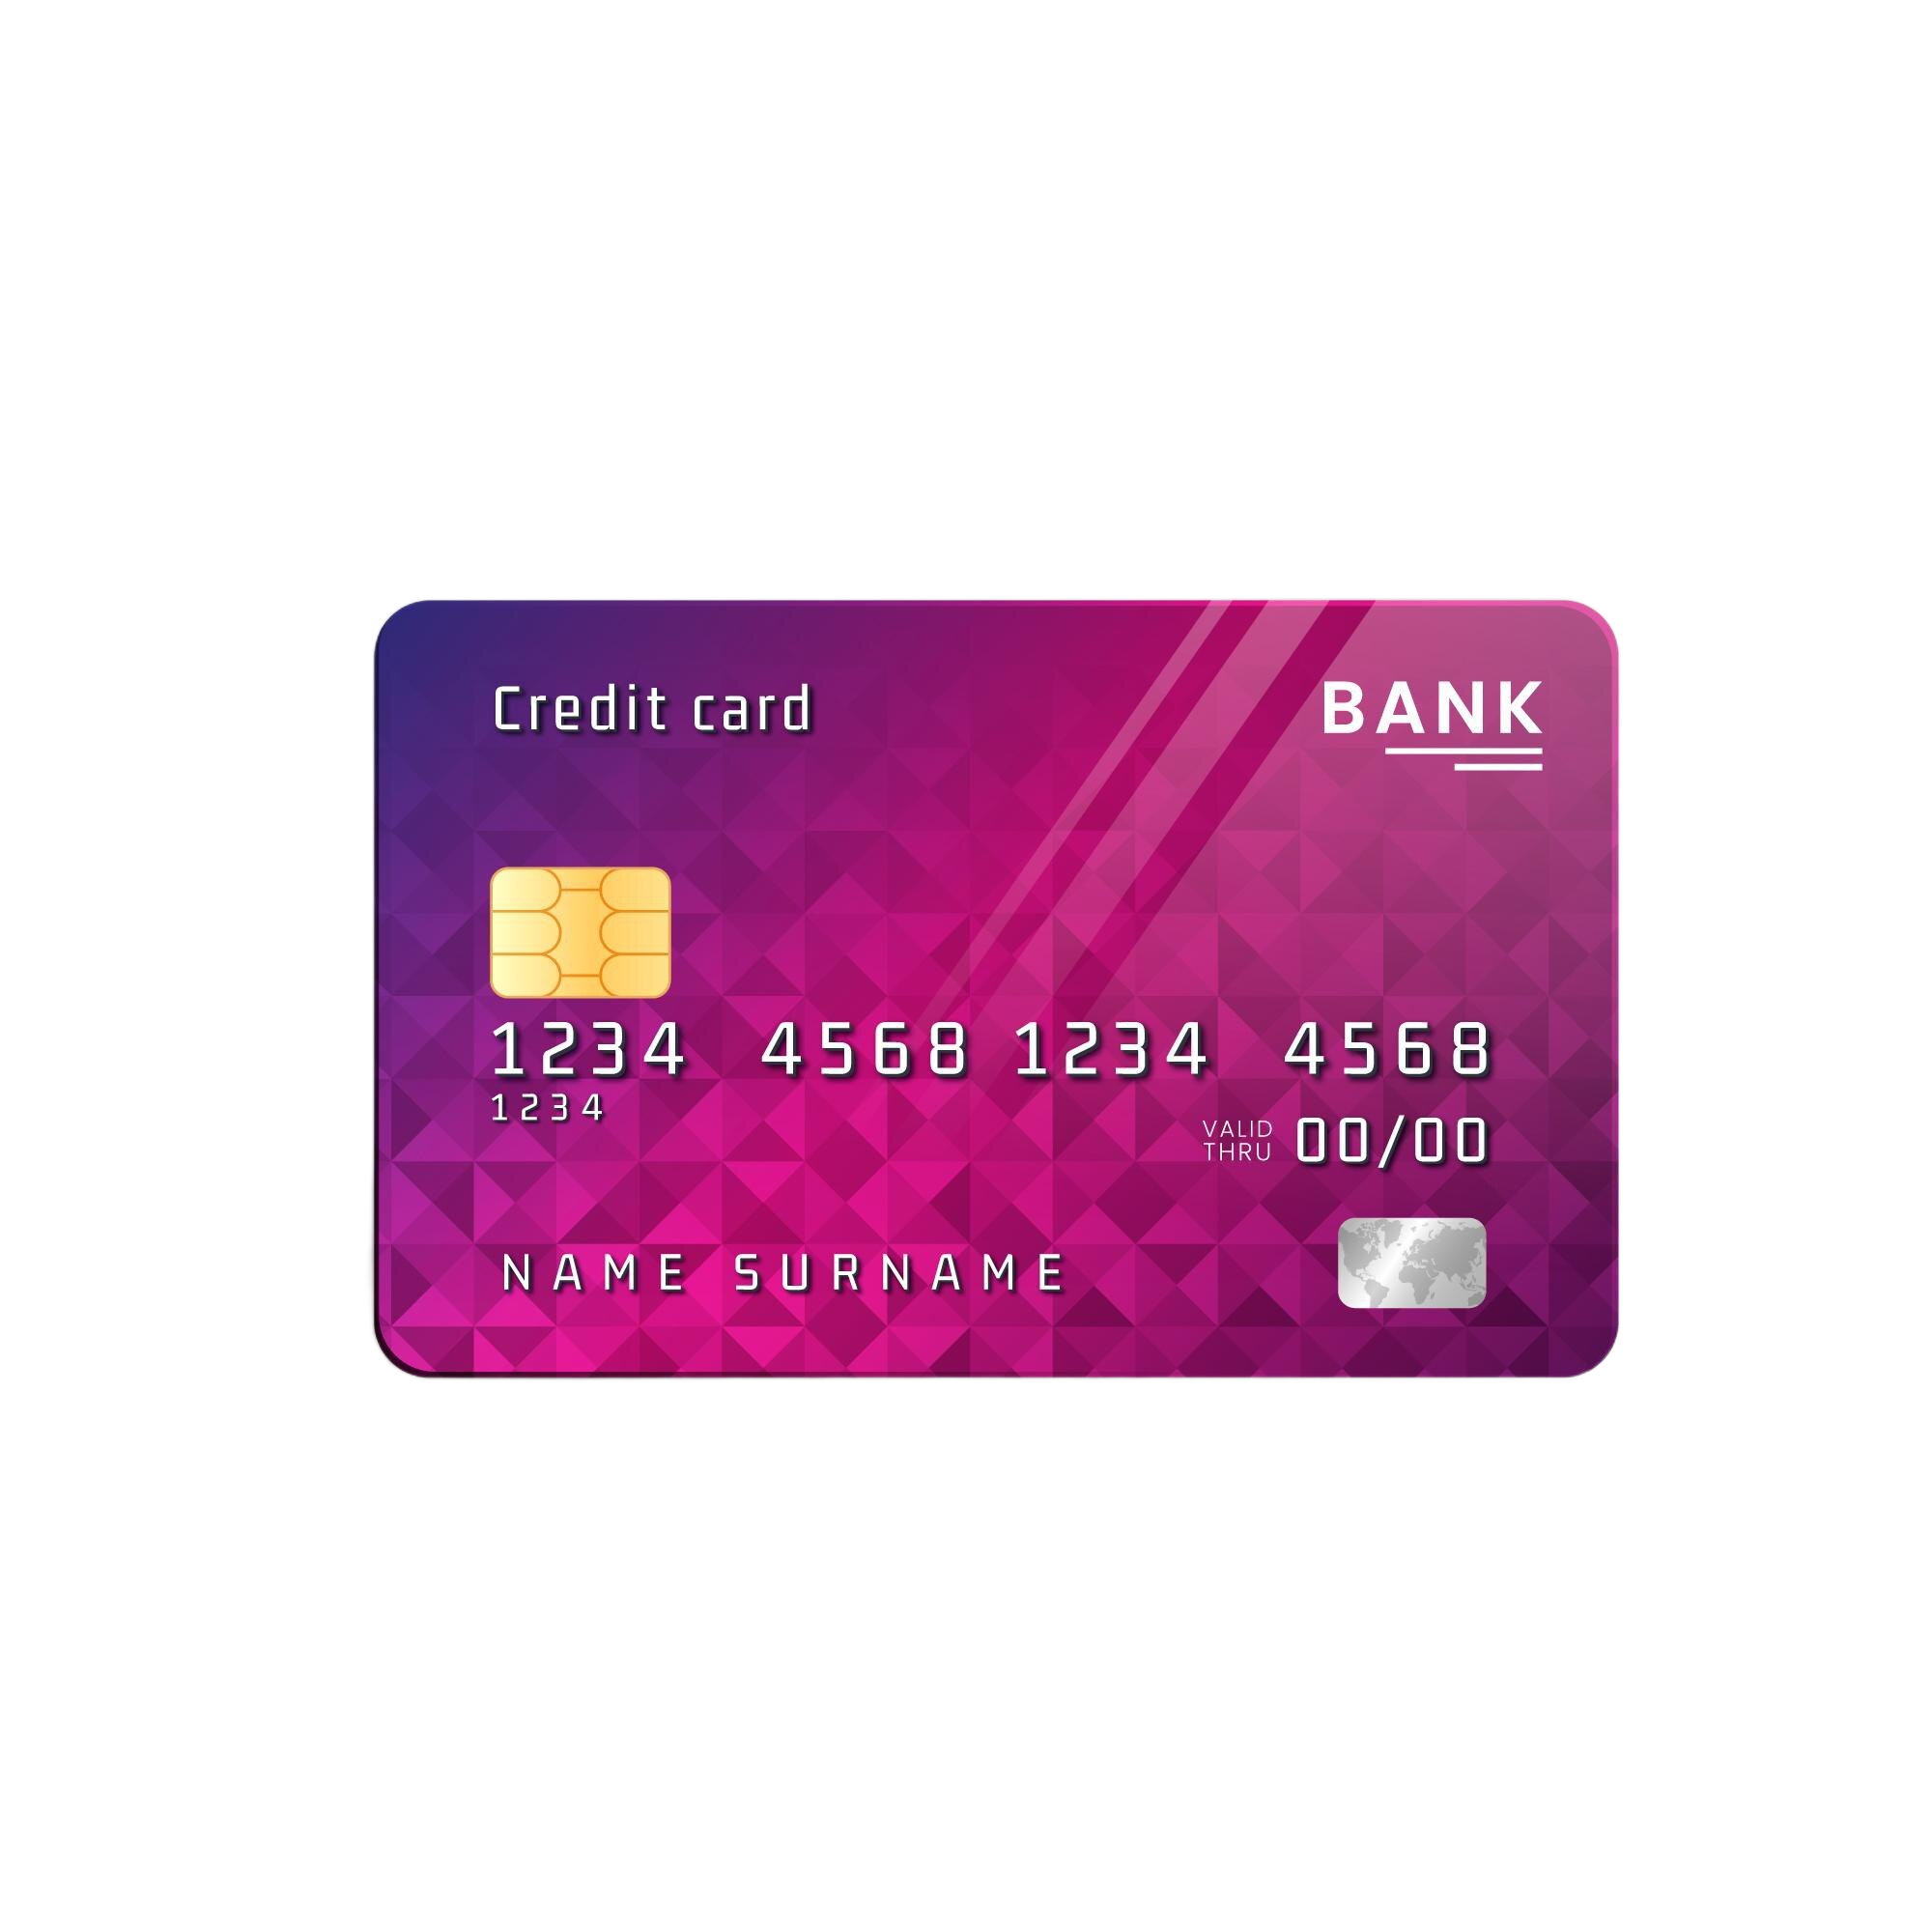 Credit card
BANK
1234 4568 1234 4568
1234
VALID
THRU
00/00
NAME SURNAME